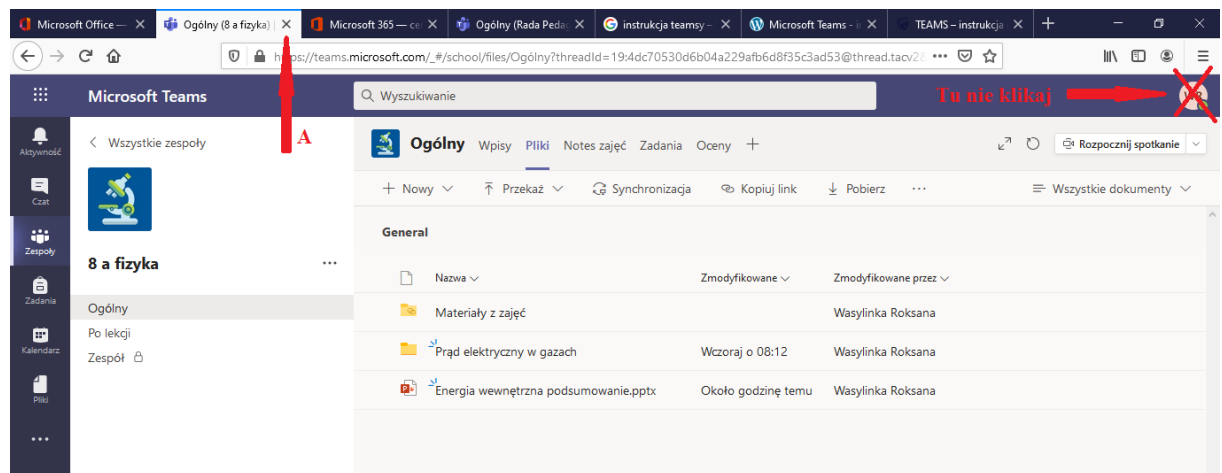 Microsoft Office —
Ogólny (8 a fizyka) |
Microsoft 365 — ce
Ogólny (Rada Pedag
instrukcja teamsy –
Microsoft Teams - i
TEAMS – instrukcja
https://teams.microsoft.com/_#/school/files/Ogólny?threadId=19:4dc70530d6b04a229afb6d8f35c3ad53@thread.tacv2
Microsoft Teams
Wyszukiwanie
Tu nie klikaj
A
Aktywność
Czat
Zespoły
Zadania
Kalendarz
Pliki
Wszystkie zespoły
8 a fizyka
Ogólny
Po lekcji
Zespół
Ogólny Wpisy Pliki Notes zajęć Zadania Oceny
Rozpocznij spotkanie
Nowy Przekaż Synchronizacja Kopiuj link Pobierz Wszystkie dokumenty
General
Nazwa Zmodyfikowane Zmodyfikowane przez
Materiały z zajęć Wasylinka Roksana
Prąd elektryczny w gazach Wczoraj o 08:12 Wasylinka Roksana
Energia wewnętrzna podsumowanie.pptx Około godzinę temu Wasylinka Roksana